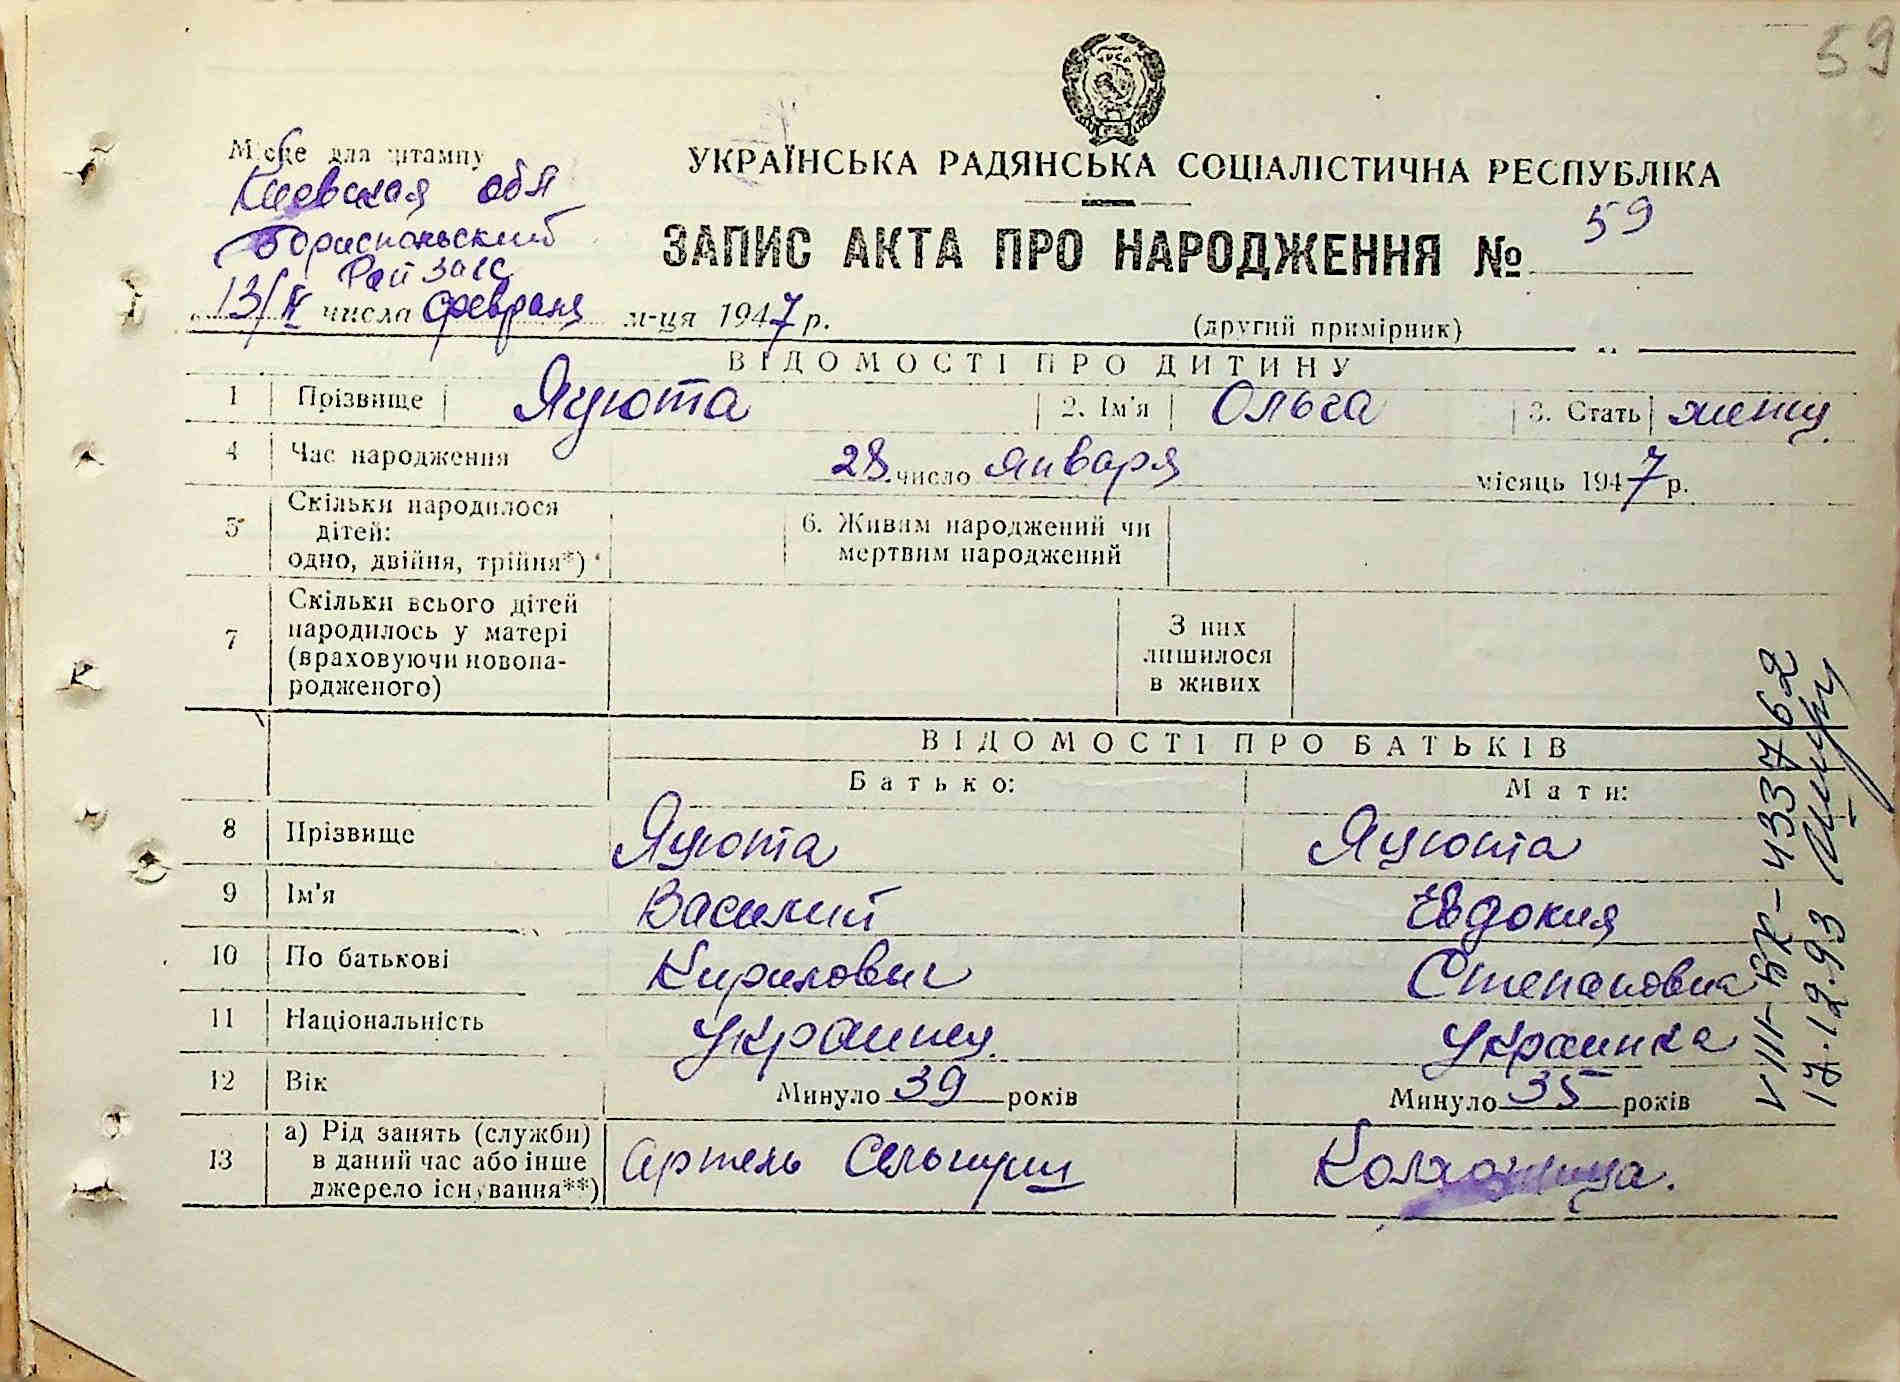 59
УКРАЇНСЬКА РАДЯНСЬКА СОЦІАЛІСТИЧНА РЕСПУБЛІКА
Місце для штампу
Киевская обл
Бориспольский
Рай загс
13/II числа февраля м-ця 1947 р.
ЗАПИС АКТА ПРО НАРОДЖЕННЯ № 59
(другий примірник)
ВІДОМОСТІ ПРО ДИТИНУ
1 Прізвище Яцюта 2. Ім'я Ольга 3. Стать женщ.
4 Час народження 28 число января місяць 1947 р.
5 Скільки народилося
дітей:
одно, двійня, трійня*)
6. Живим народжений чи
мертвим народжений
7 Скільки всього дітей
народилось у матері
(враховуючи новона-
родженого)
З них
лишилося
в живих
ВІДОМОСТІ ПРО БАТЬКІВ
Батько: Мати:
8 Прізвище Яцюта Яцюта
9 Ім'я Василий Евдокия
10 По батькові Кирилович Степановна
11 Національність Украинец Украинка
12 Вік Минуло 39 років Минуло 35 років
13 а) Рід занять (служби)
в даний час або інше
джерело існування**)
Артель Колхозница.
VIII-ВК-433762
17.12.93